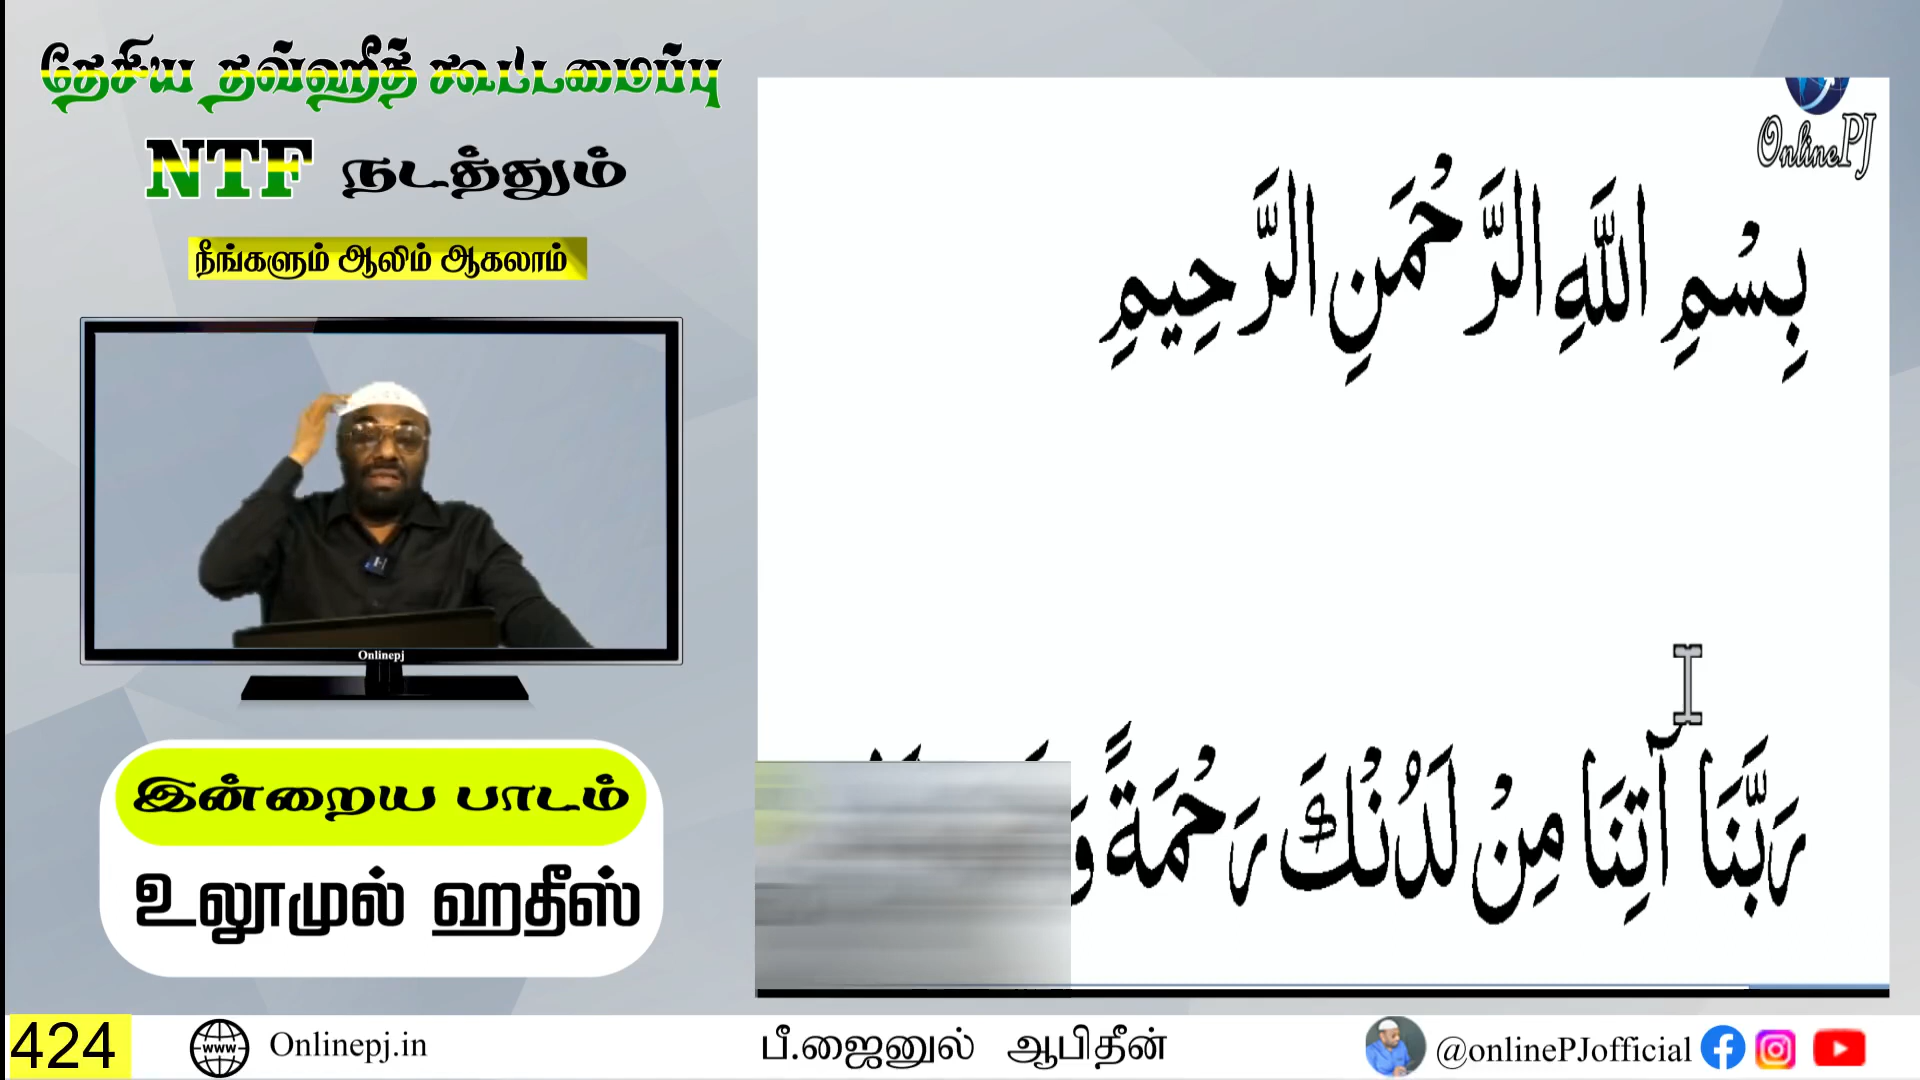 தேசிய தவ்ஹீத் கூட்டமைப்பு
NTF நடத்தும்
நீங்களும் ஆலிம் ஆகலாம்
Onlinepj
இன்றைய பாடம்
உலூமுல் ஹதீஸ்
OnlinePJ
بِسْمِ اللَّهِ الرَّحْمَنِ الرَّحِيمِ
رَبَّنَا آتِنَا مِنْ لَدُنْكَ رَحْمَةً
424
www
Onlinepj.in
பீ.ஜைனுல் ஆபிதீன்
@onlinePJofficial